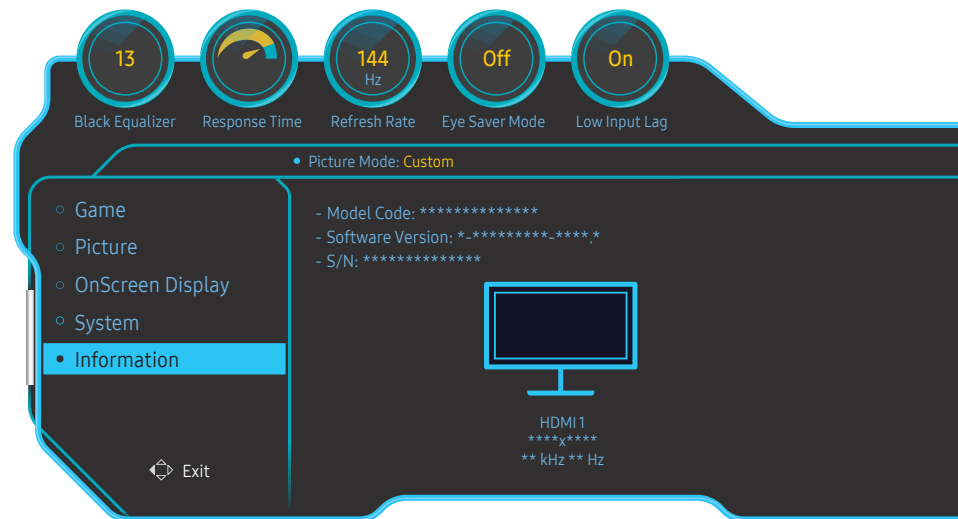 13
144
Hz
Off
On
Black Equalizer
Response Time
Refresh Rate
Eye Saver Mode
Low Input Lag
Picture Mode: Custom
Game
Picture
OnScreen Display
System
Information
Exit
- Model Code: **************
- Software Version: *-*********-****.*
- S/N: **************
HDMI 1
****x****
** kHz ** Hz